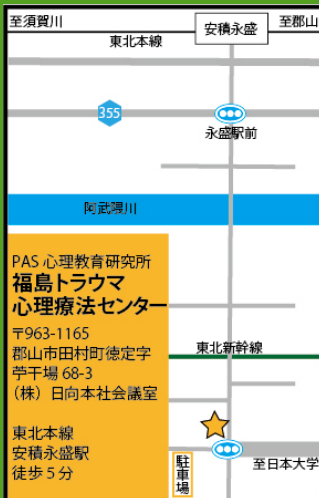 至須賀川
安積永盛
至郡山
東北本線
355
永盛駅前
阿武隈川
PAS 心理教育研究所
福島トラウマ
心理療法センター
〒963-1165
郡山市田村町徳定字
苧干場 68-3
(株）日向本社会議室
東北本線
安積永盛駅
徒歩 5 分
東北新幹線
駐車場
至日本大学